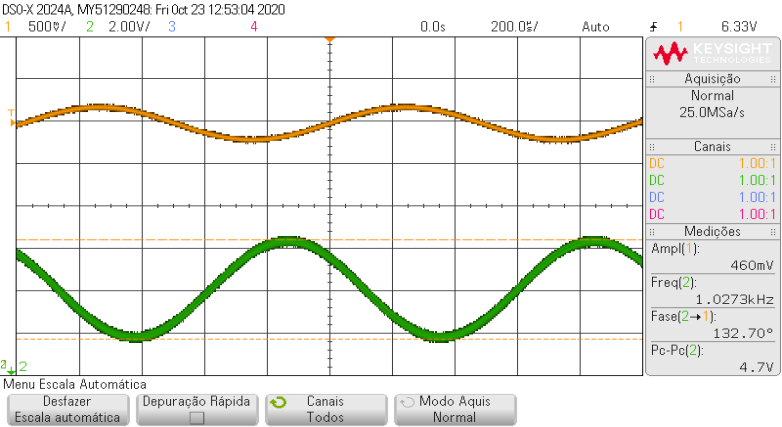 DSO-X 2024A, MY51290248: Fri Oct 23 12:53:04 2020
1 500mV/ 2 2.00V/ 3 4 0.0s 200.0us/ Auto 1 6.33V
KEYSIGHT
TECHNOLOGIES
Aquisição
Normal
25.0MSa/s
Canais
DC 1.00:1
DC 1.00:1
DC 1.00:1
DC 1.00:1
Medições
Ampl(1):
460mV
Freq(2):
1.0273kHz
Fase(2→1):
132.70°
Pc-Pc(2):
4.7V
T
2
Menu Escala Automática
Desfazer
Escala automática
Depuração Rápida
Canais
Todos
Modo Aquis
Normal